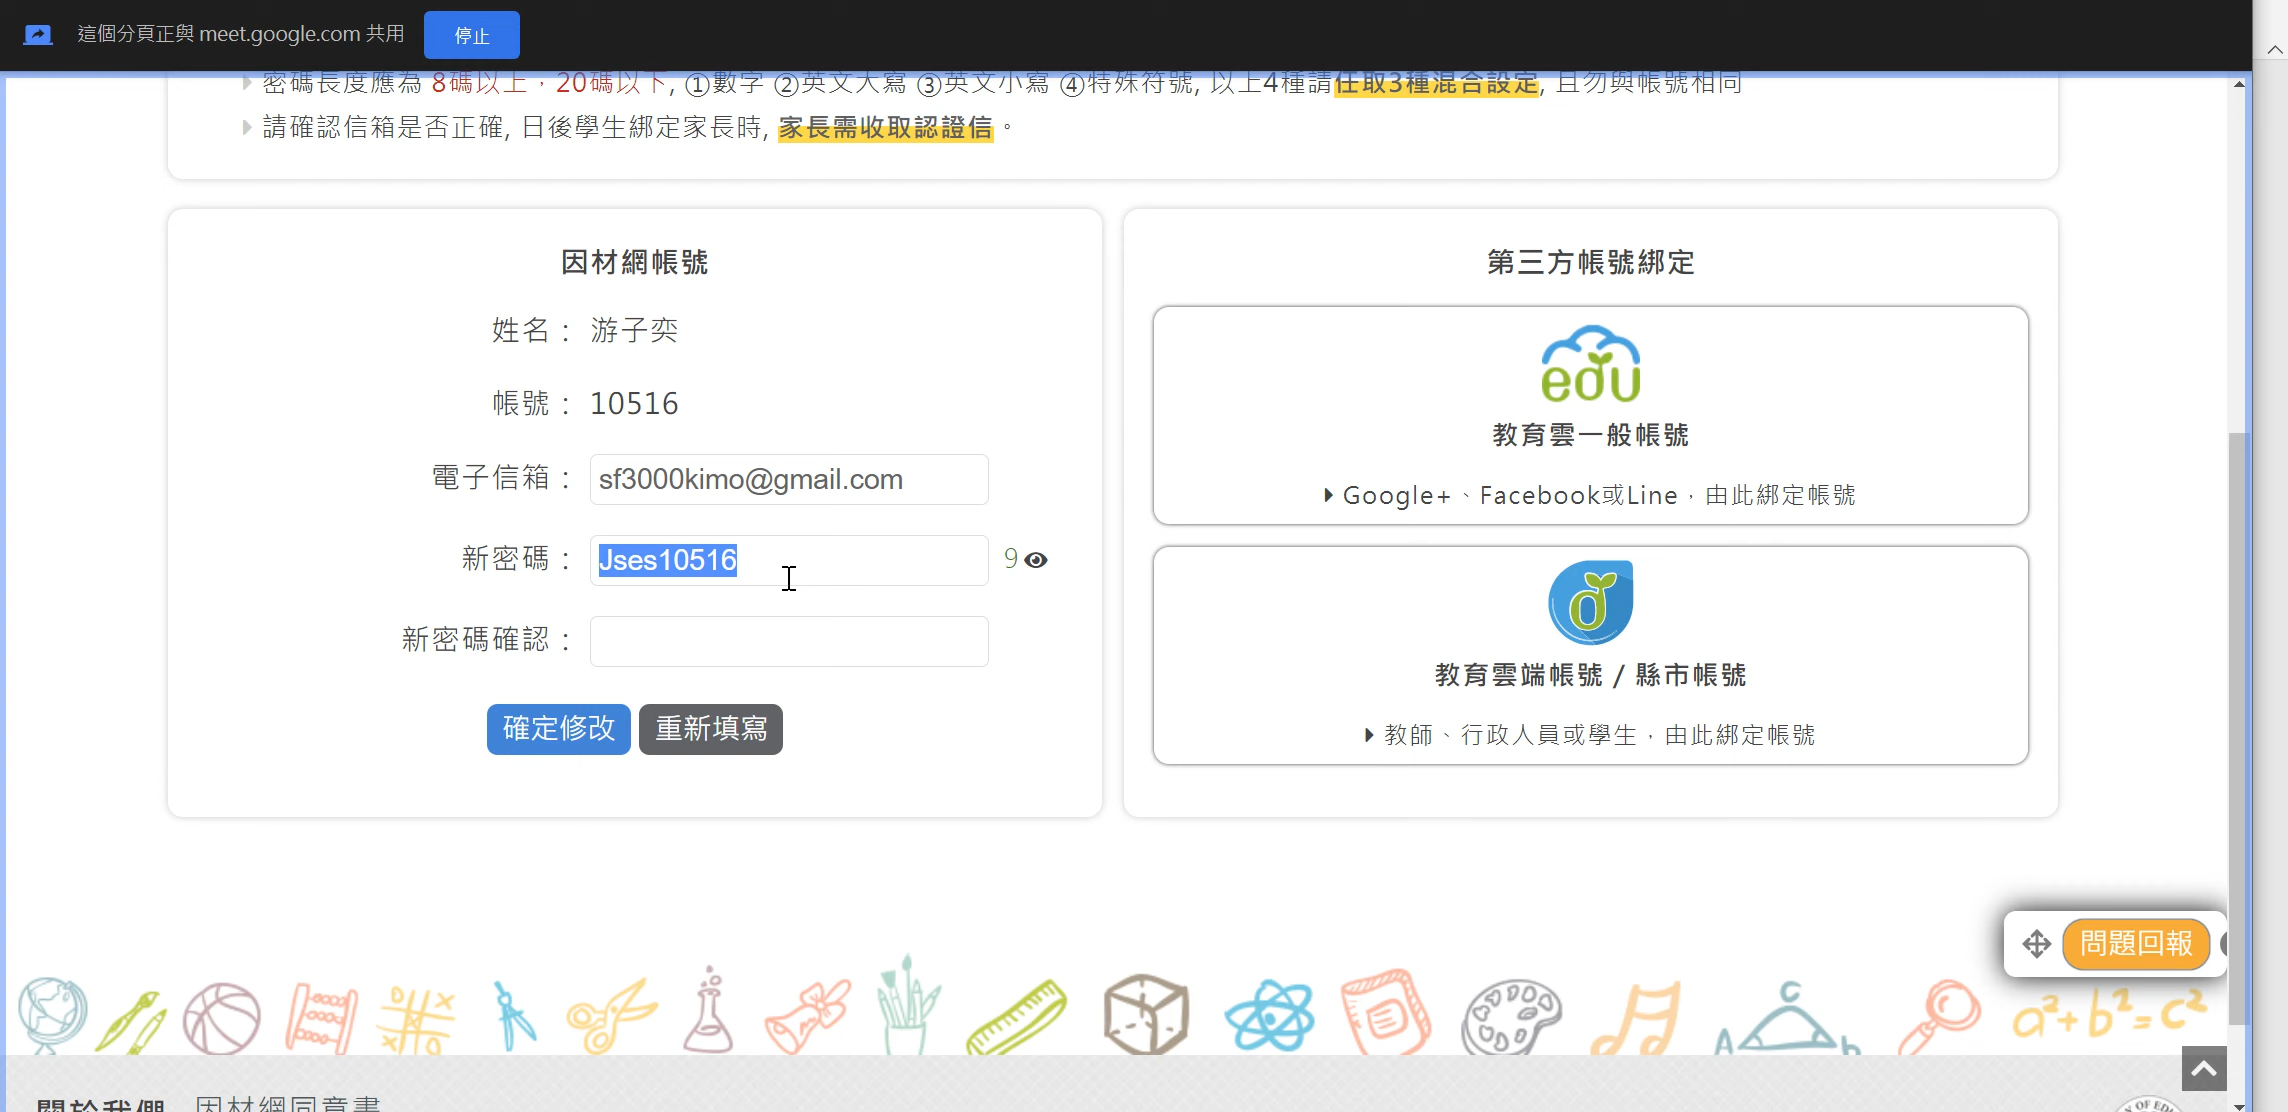 這個分頁正與 meet.google.com 共用 停止
密碼長度應為 8碼以上，20碼以下, ①數字 ②英文大寫 ③英文小寫 ④特殊符號, 以上4種請任取3種混合設定, 且勿與帳號相同
請確認信箱是否正確, 日後學生綁定家長時, 家長需收取認證信。
因材網帳號
姓名： 游子奕
帳號： 10516
電子信箱： sf3000kimo@gmail.com
新密碼： Jses10516 9
新密碼確認：
確定修改 重新填寫
第三方帳號綁定
edu
教育雲一般帳號
Google+、Facebook或Line，由此綁定帳號
教育雲端帳號 / 縣市帳號
教師、行政人員或學生，由此綁定帳號
問題回報
a²+b²=c²
關於我們 因材網同意書